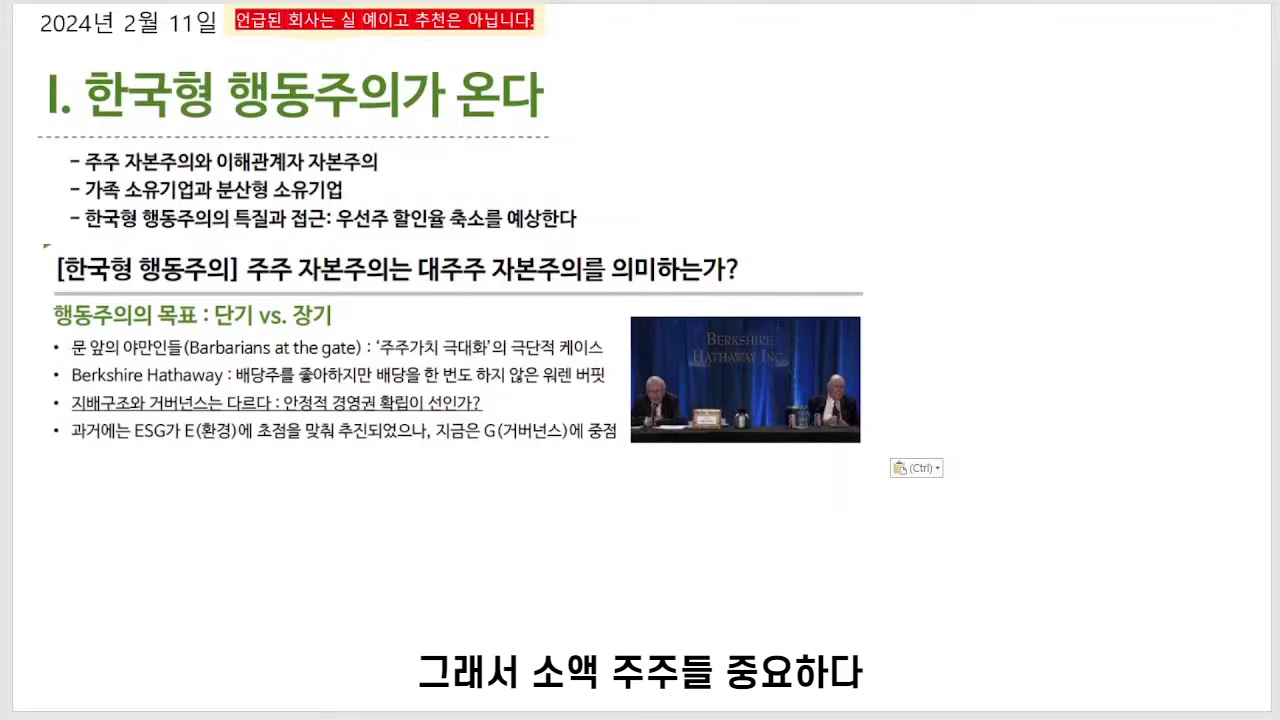 2024년 2월 11일
언급된 회사는 실 예이고 추천은 아닙니다.
I. 한국형 행동주의가 온다
- 주주 자본주의와 이해관계자 자본주의
- 가족 소유기업과 분산형 소유기업
- 한국형 행동주의의 특질과 접근: 우선주 할인율 축소를 예상한다
[한국형 행동주의] 주주 자본주의는 대주주 자본주의를 의미하는가?
행동주의의 목표 : 단기 vs. 장기
• 문 앞의 야만인들(Barbarians at the gate) : ‘주주가치 극대화’의 극단적 케이스
• Berkshire Hathaway : 배당주를 좋아하지만 배당을 한 번도 하지 않은 워렌 버핏
• 지배구조와 거버넌스는 다르다 : 안정적 경영권 확립이 선인가?
• 과거에는 ESG가 E(환경)에 초점을 맞춰 추진되었으나, 지금은 G(거버넌스)에 중점
BERKSHIRE
HATHAWAY INC.
(Ctrl)
그래서 소액 주주들 중요하다